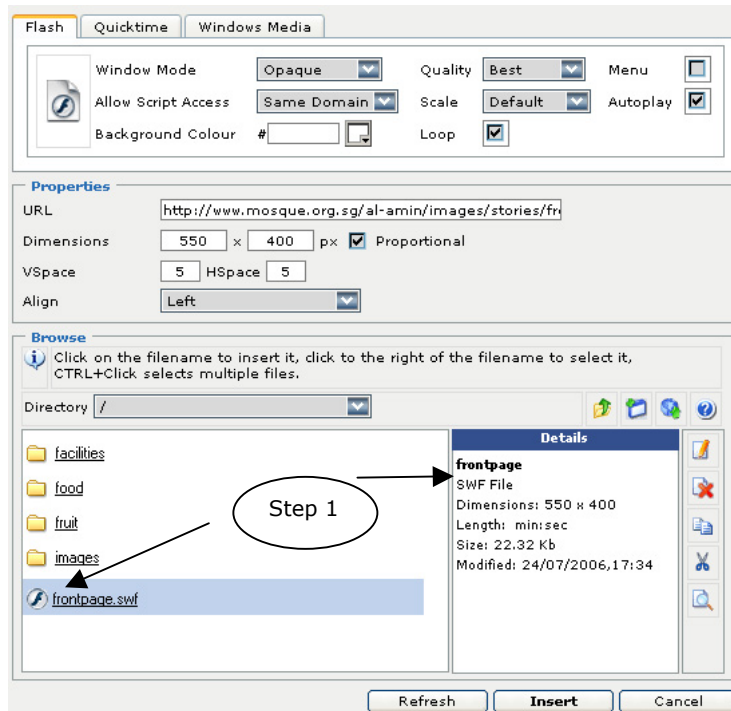 Flash Quicktime Windows Media
Window Mode Opaque Quality Best Menu
Allow Script Access Same Domain Scale Default Autoplay
Background Colour # Loop
Properties
URL http://www.mosque.org.sg/al-amin/images/stories/fr
Dimensions 550 x 400 px Proportional
VSpace 5 HSpace 5
Align Left
Browse
Click on the filename to insert it, click to the right of the filename to select it,
CTRL+Click selects multiple files.
Directory /
facilities
food
fruit
images
frontpage.swf
Step 1
Details
frontpage
SWF File
Dimensions: 550 x 400
Length: min:sec
Size: 22.32 Kb
Modified: 24/07/2006,17:34
Refresh Insert Cancel